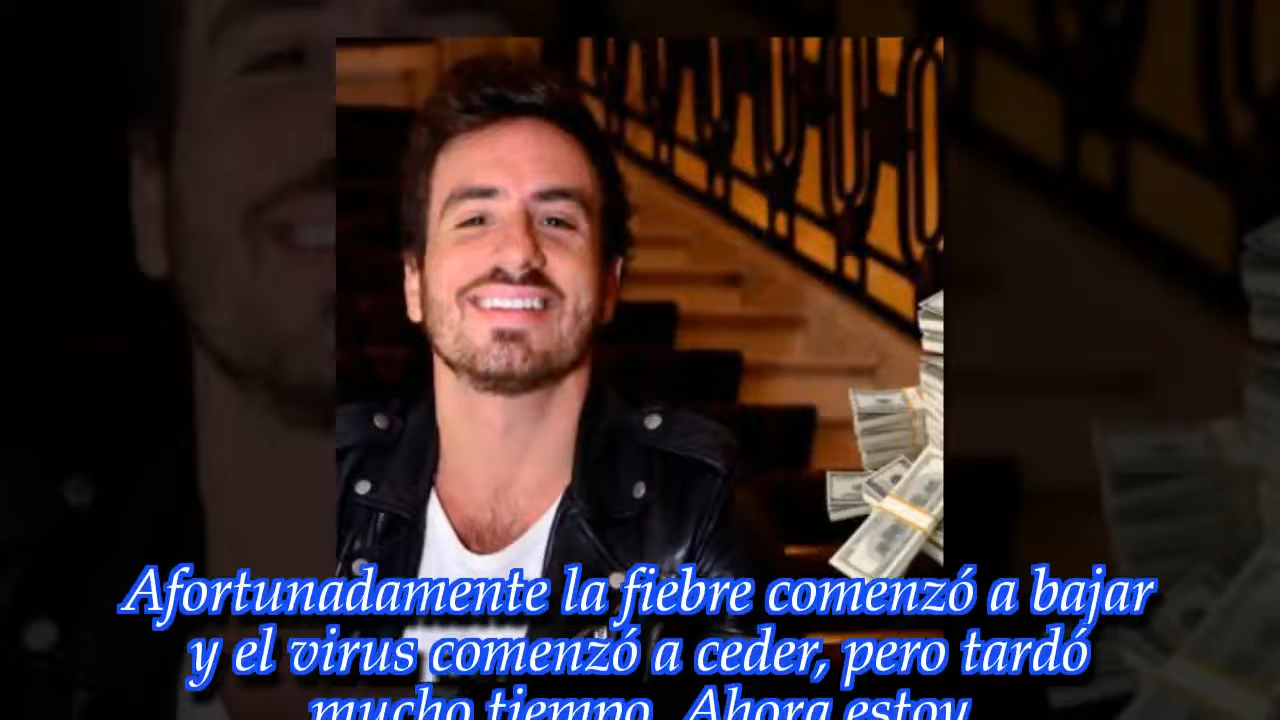 Afortunadamente la fiebre comenzó a bajar
y el virus comenzó a ceder, pero tardó
mucho tiempo. Ahora estoy